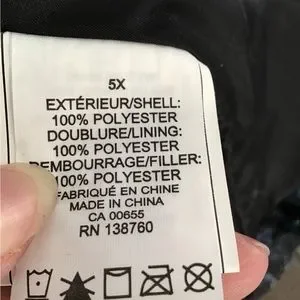 5X
EXTÉRIEUR/SHELL:
100% POLYESTER
DOUBLURE/LINING:
100% POLYESTER
REMBOURRAGE/FILLER:
100% POLYESTER
FABRIQUÉ EN CHINE
MADE IN CHINA
CA 00655
RN 138760